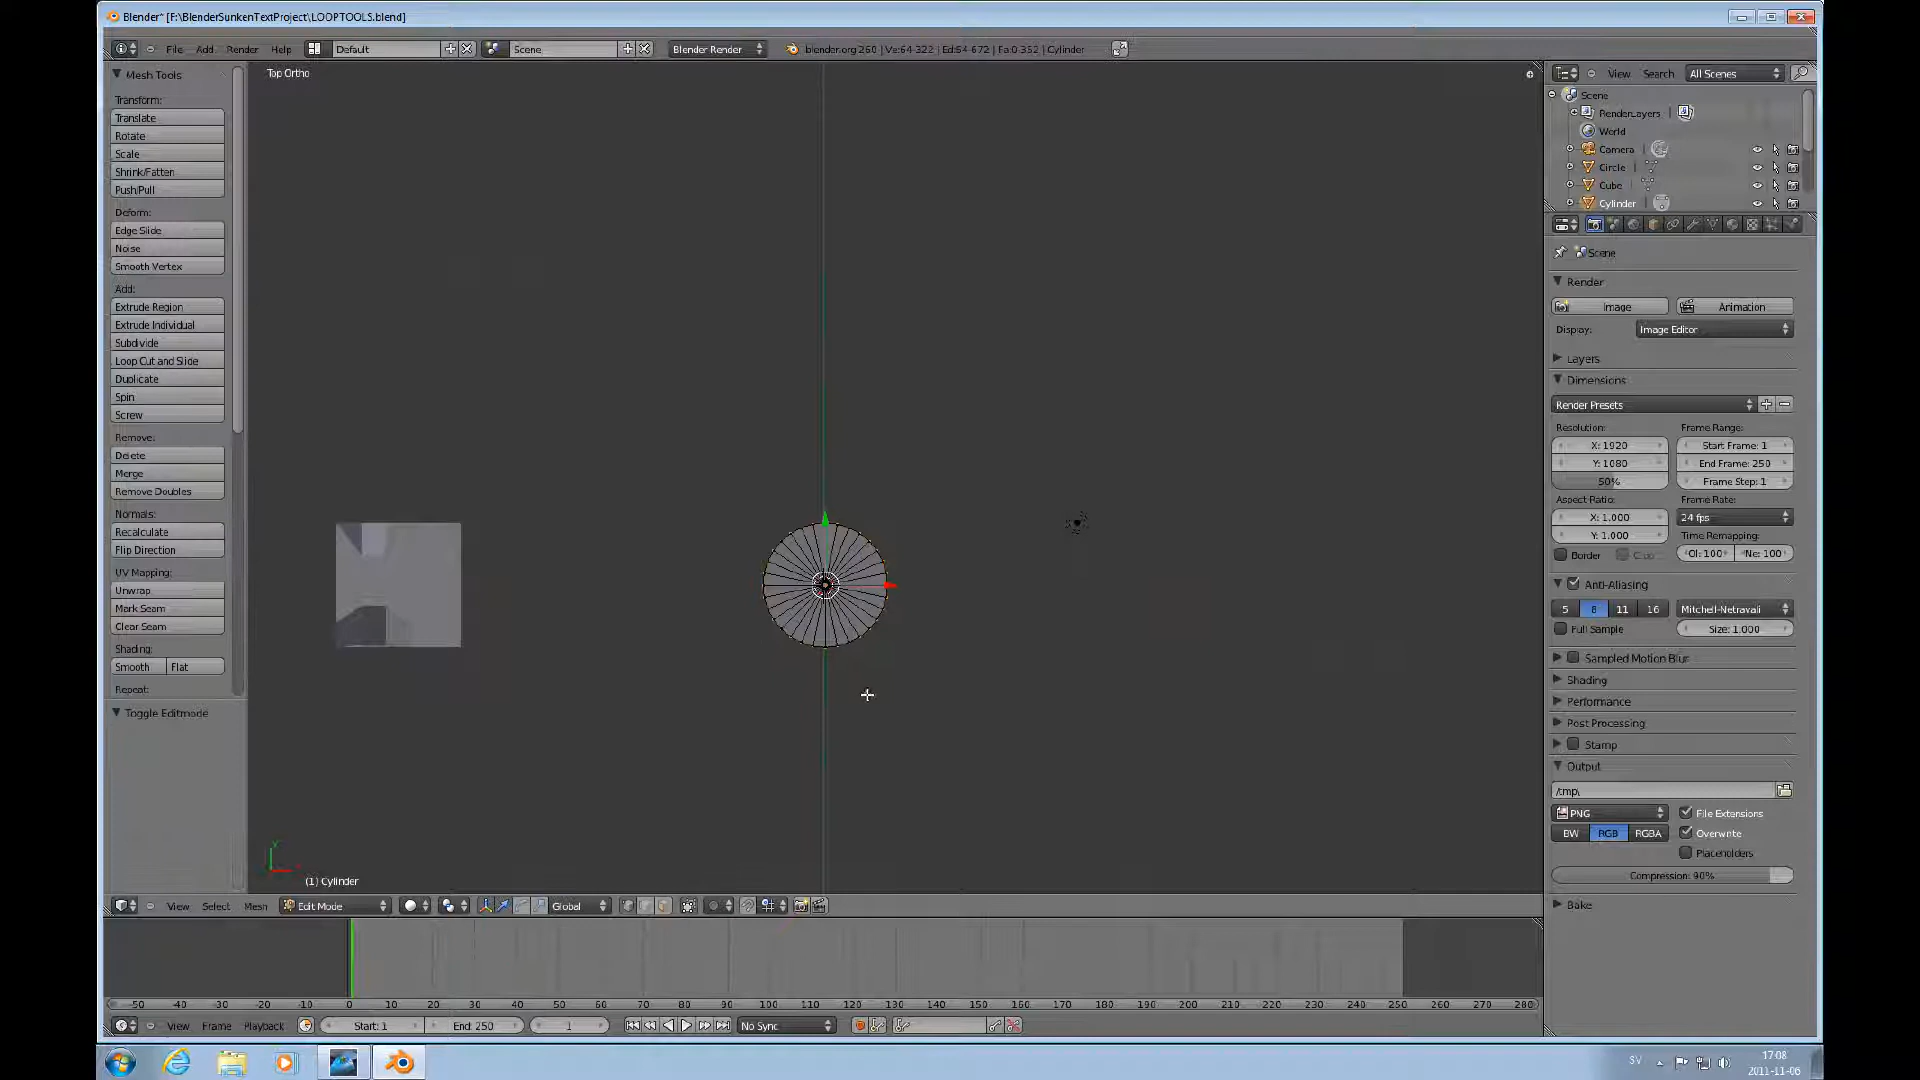 Blender* [F:\BlenderSunkenTextProject\LOOPTOOLS.blend]
File Add Render Help Default Scene Blender Render blender.org 260 | Ve:64-322 | Ed:54-672 | Fa:0-352 | Cylinder
Mesh Tools
Top Ortho
View Search All Scenes
Scene
RenderLayers
World
Camera
Circle
Cube
Cylinder
Transform:
Translate
Rotate
Scale
Shrink/Fatten
Push/Pull
Deform:
Edge Slide
Noise
Smooth Vertex
Add:
Extrude Region
Extrude Individual
Subdivide
Loop Cut and Slide
Duplicate
Spin
Screw
Remove:
Delete
Merge
Remove Doubles
Normals:
Recalculate
Flip Direction
UV Mapping:
Unwrap
Mark Seam
Clear Seam
Shading:
Smooth Flat
Repeat:
Toggle Editmode
Scene
Render
Image Animation
Display: Image Editor
Layers
Dimensions
Render Presets
Resolution: Frame Range:
X: 1920 Start Frame: 1
Y: 1080 End Frame: 250
50% Frame Step: 1
Aspect Ratio: Frame Rate:
X: 1.000 24 fps
Y: 1.000 Time Remapping:
Border Ol: 100 Ne: 100
Anti-Aliasing
5 8 11 16 Mitchell-Netravali
Full Sample Size: 1.000
Sampled Motion Blur
Shading
Performance
Post Processing
Stamp
Output
/tmp\
PNG File Extensions
BW RGB RGBA Overwrite
Placeholders
Compression: 90%
Bake
(1) Cylinder
View Select Mesh Edit Mode Global
-50 -40 -30 -20 -10 0 10 20 30 40 50 60 70 80 90 100 110 120 130 140 150 160 170 180 190 200 210 220 230 240 250 260 270 280
View Frame Playback Start: 1 End: 250 1 No Sync
SV 17:08
2011-11-06